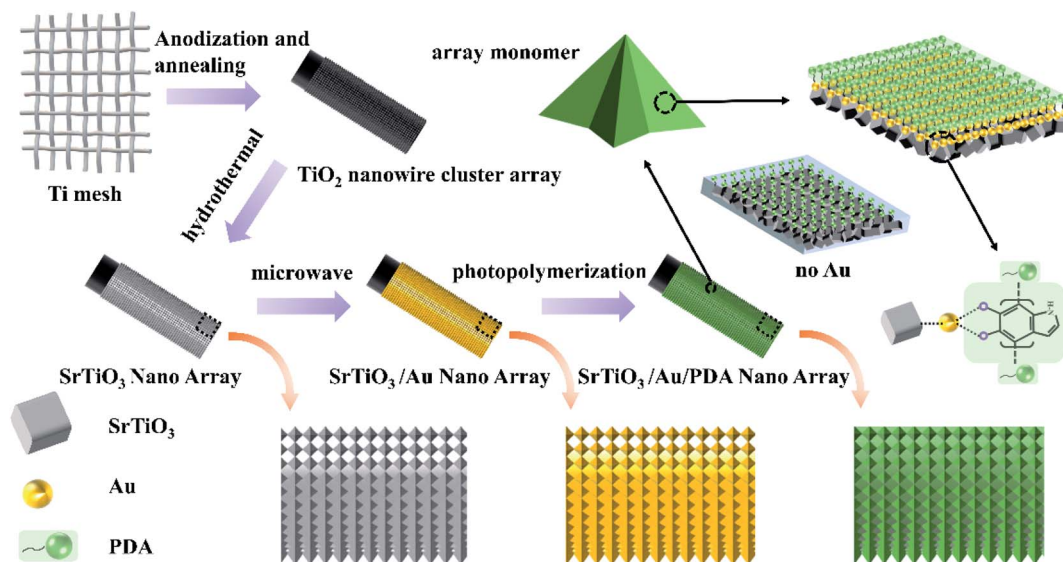 Anodization and
annealing
Ti mesh
TiO₂ nanowire cluster array
array monomer
no Au
hydrothermal
microwave
photopolymerization
SrTiO₃ Nano Array
SrTiO₃/Au Nano Array
SrTiO₃/Au/PDA Nano Array
SrTiO₃
Au
PDA
H
N